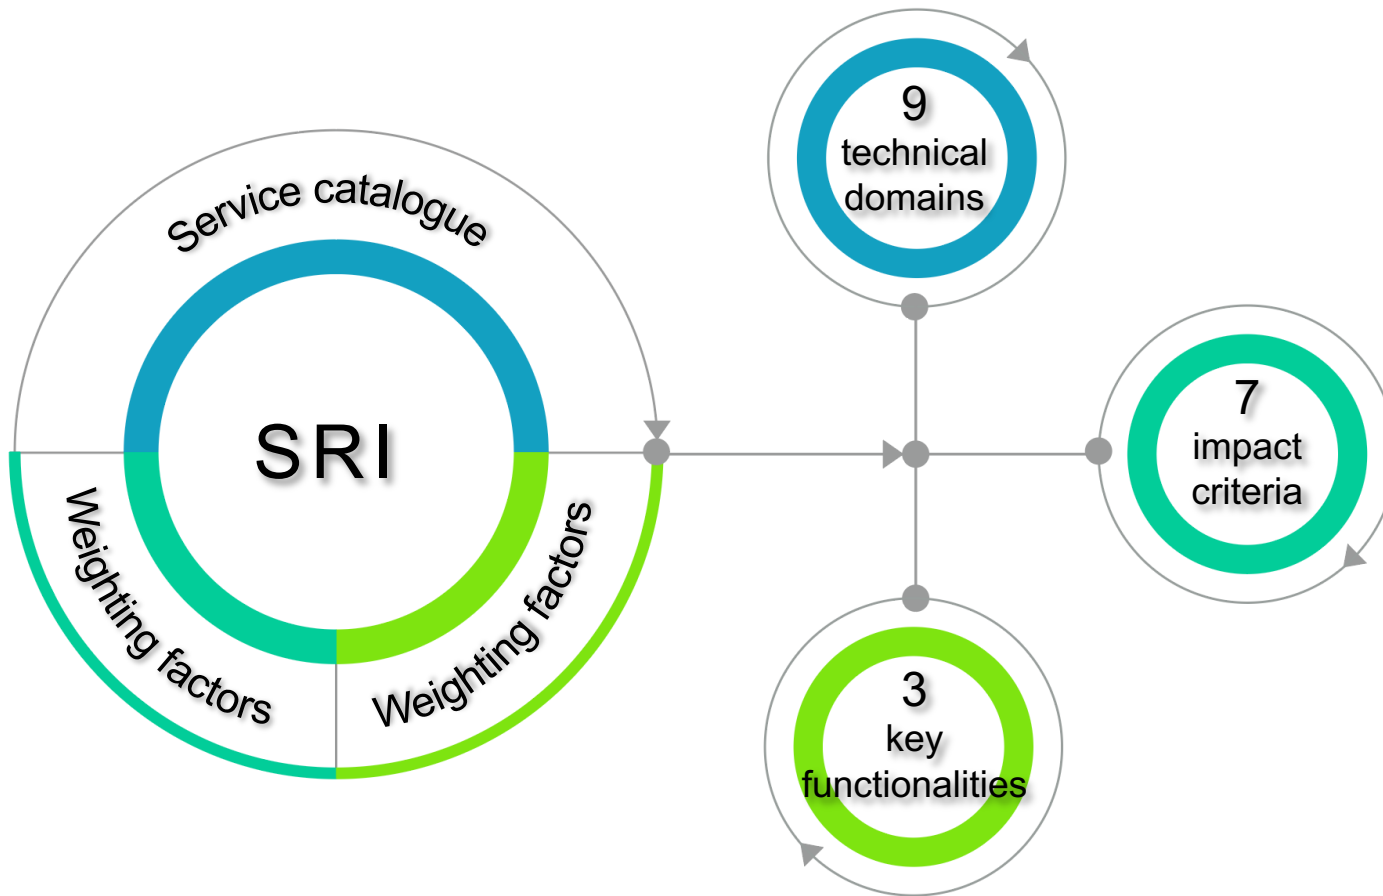 Service catalogue
SRI
Weighting factors
Weighting factors
9
technical
domains
7
impact
criteria
3
key
functionalities